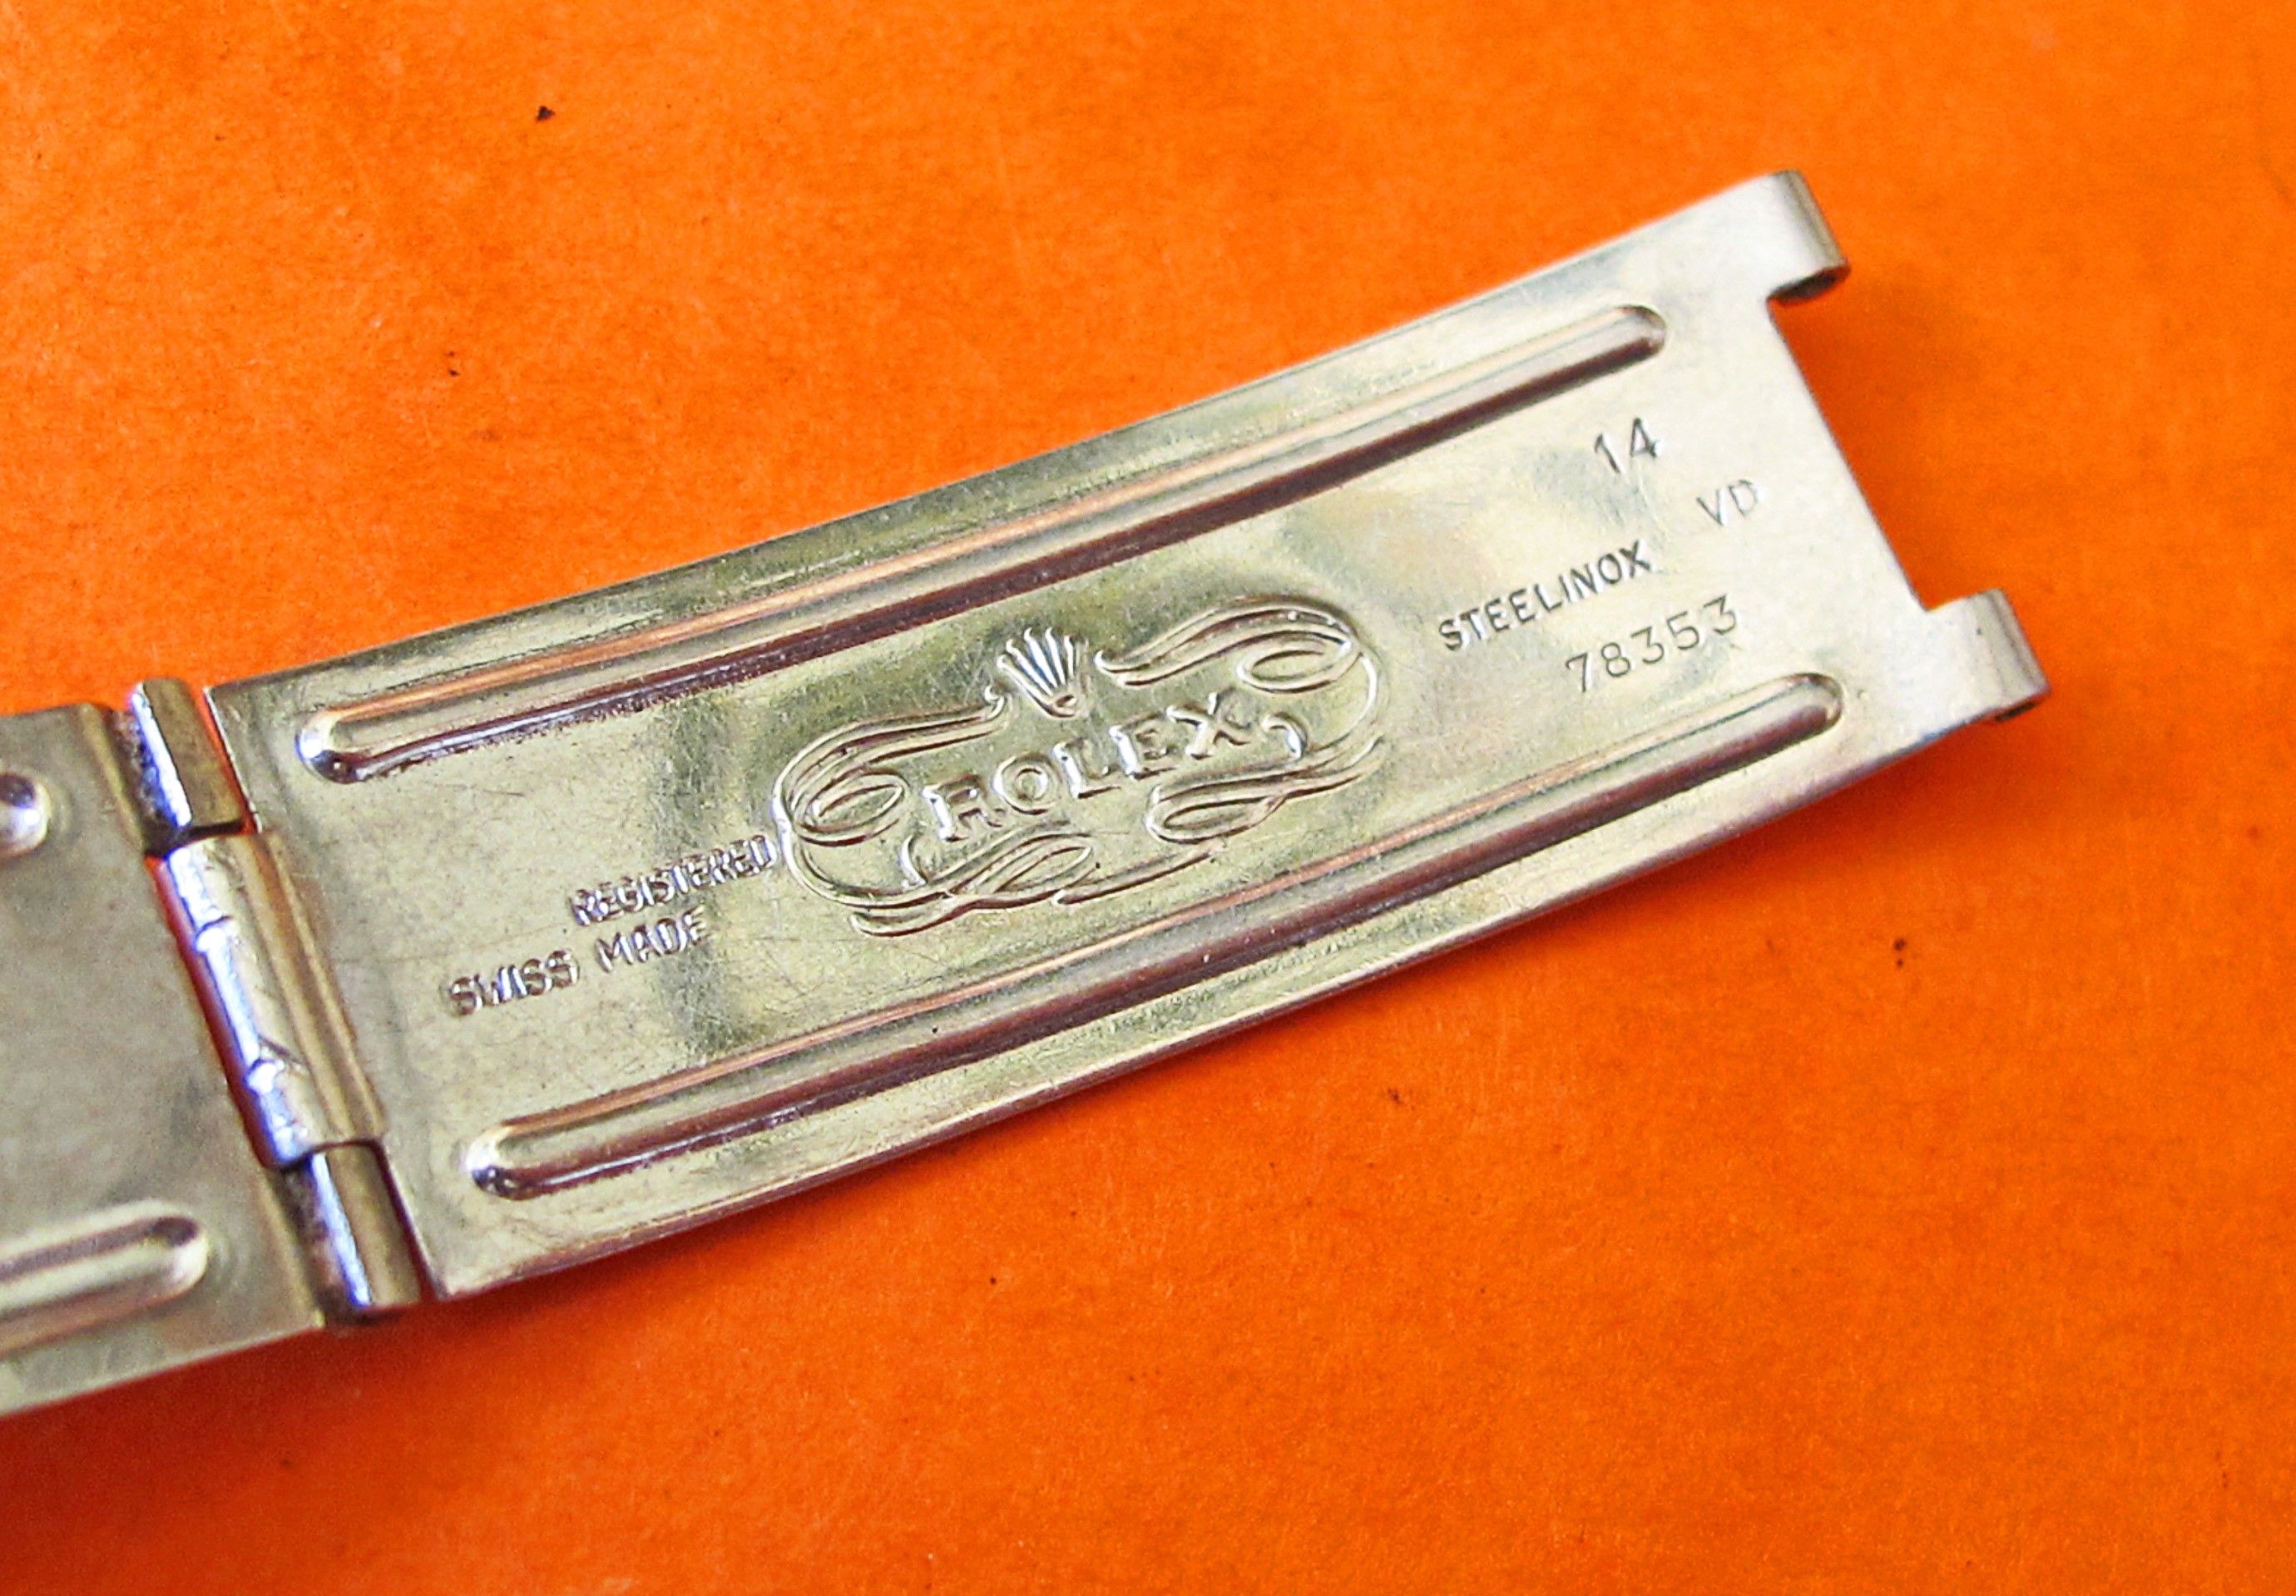 14
VD
STEELINOX
78353
ROLEX
REGISTERED
SWISS MADE